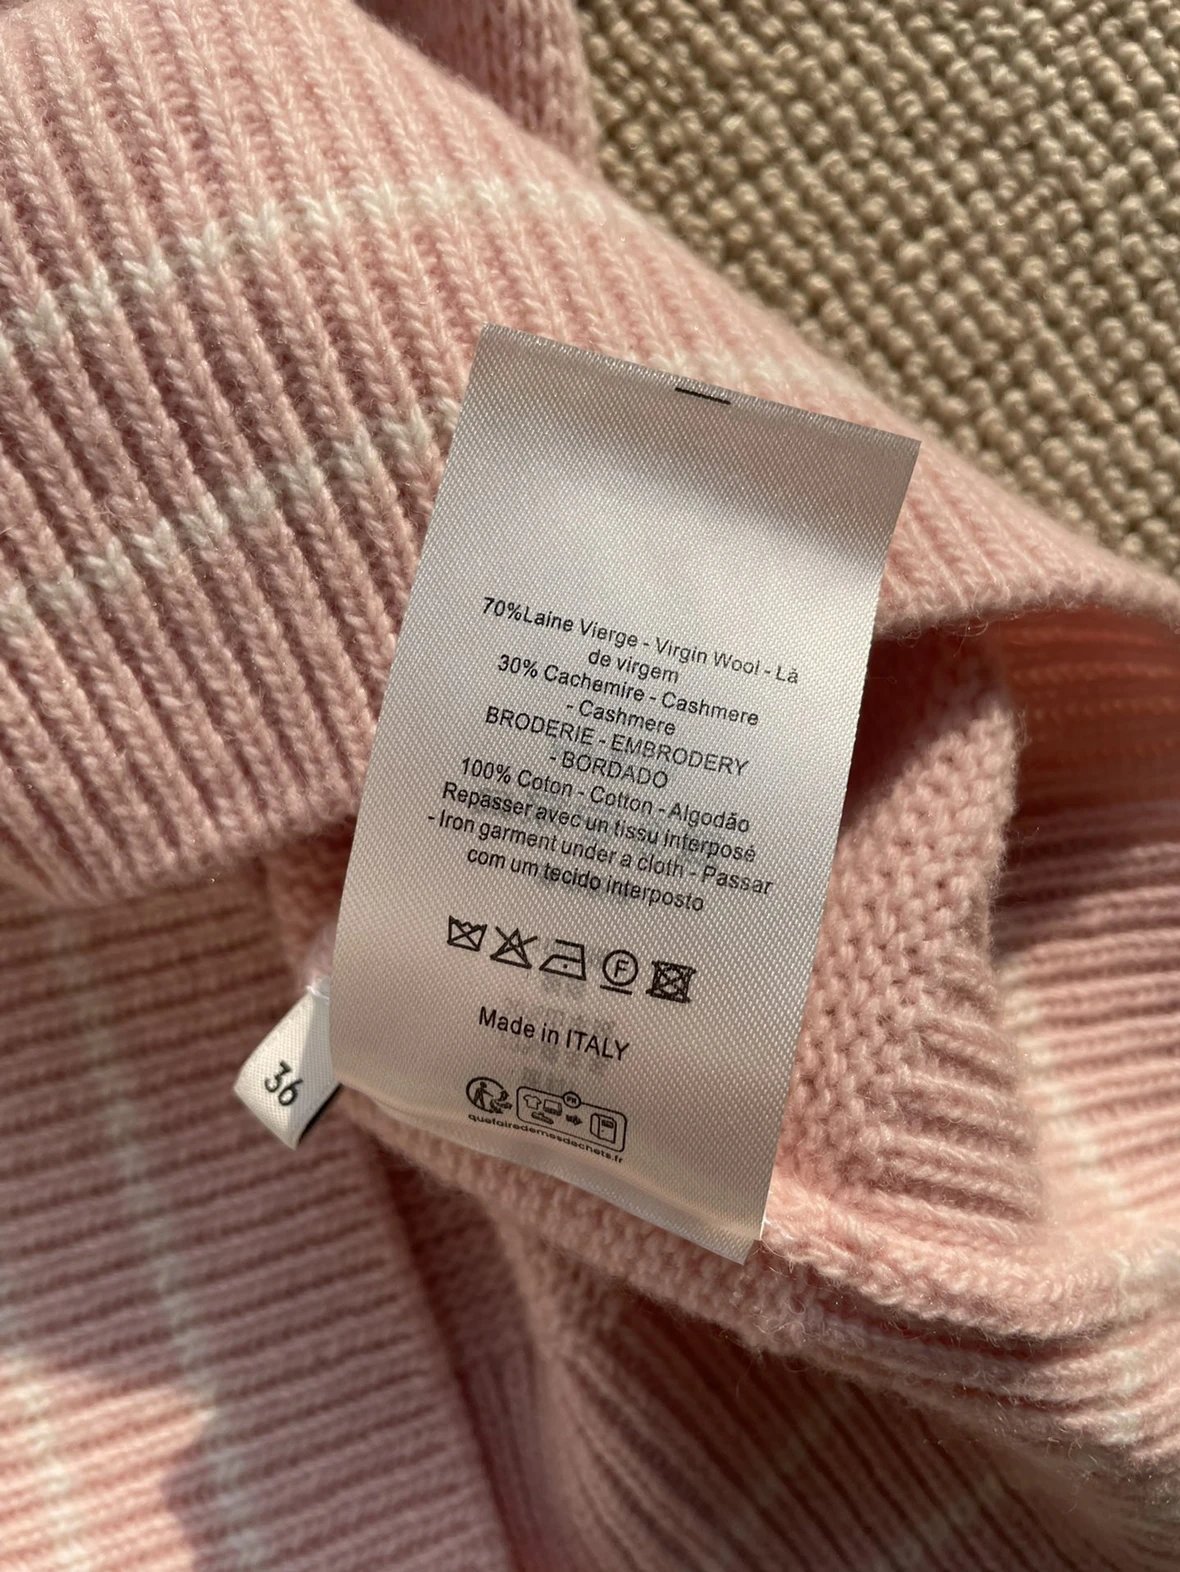 70%Laine Vierge - Virgin Wool - Là
de virgem
30% Cachemire - Cashmere
- Cashmere
BRODERIE - EMBRODERY
- BORDADO
100% Coton - Cotton - Algodão
Repasser avec un tissu interposé
- Iron garment under a cloth - Passar
com um tecido interposto
F
Made in ITALY
36
FR
quefairedemesdechets.fr